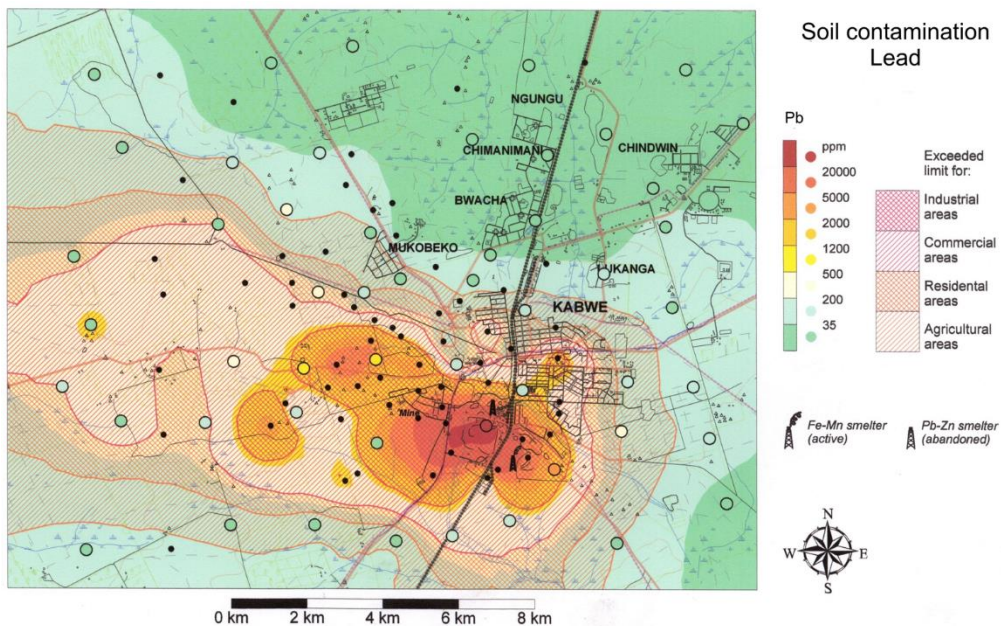 Soil contamination
Lead
NGUNGU
CHIMANIMANI
CHINDWIN
BWACHA
MUKOBEKO
LUKANGA
KABWE
Mine
Pb
ppm
20000
5000
2000
1200
500
200
35
Exceeded
limit for:
Industrial
areas
Commercial
areas
Residental
areas
Agricultural
areas
Fe-Mn smelter
(active)
Pb-Zn smelter
(abandoned)
N
W E
S
0 km 2 km 4 km 6 km 8 km